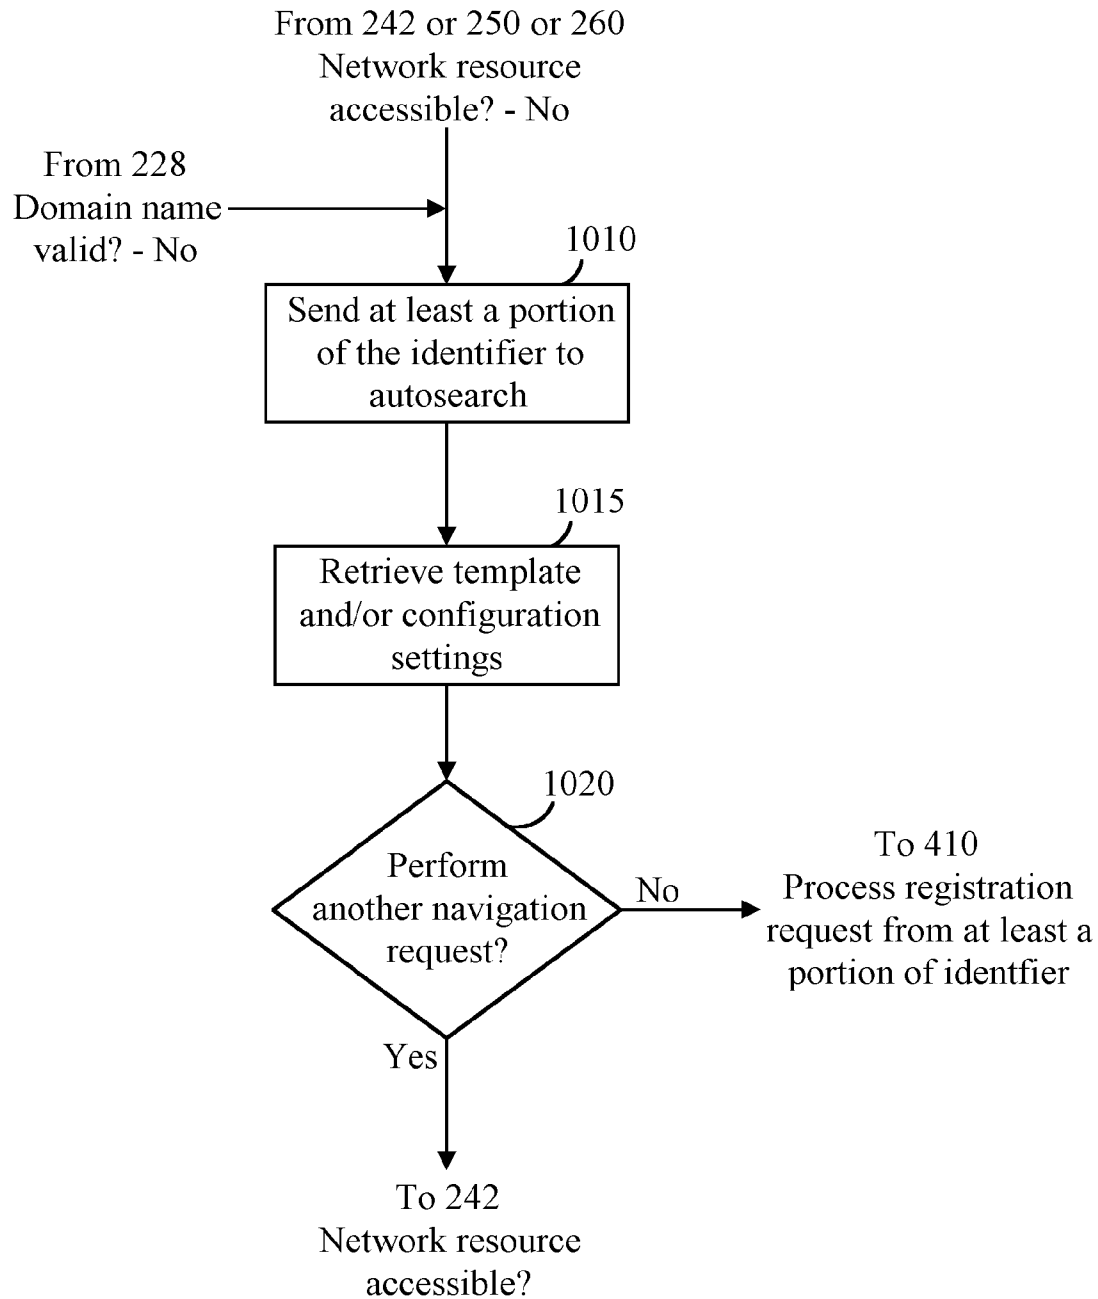 From 242 or 250 or 260
Network resource
accessible? - No
From 228
Domain name
valid? - No
1010
Send at least a portion
of the identifier to
autosearch
1015
Retrieve template
and/or configuration
settings
1020
Perform
another navigation
request?
No
To 410
Process registration
request from at least a
portion of identfier
Yes
To 242
Network resource
accessible?